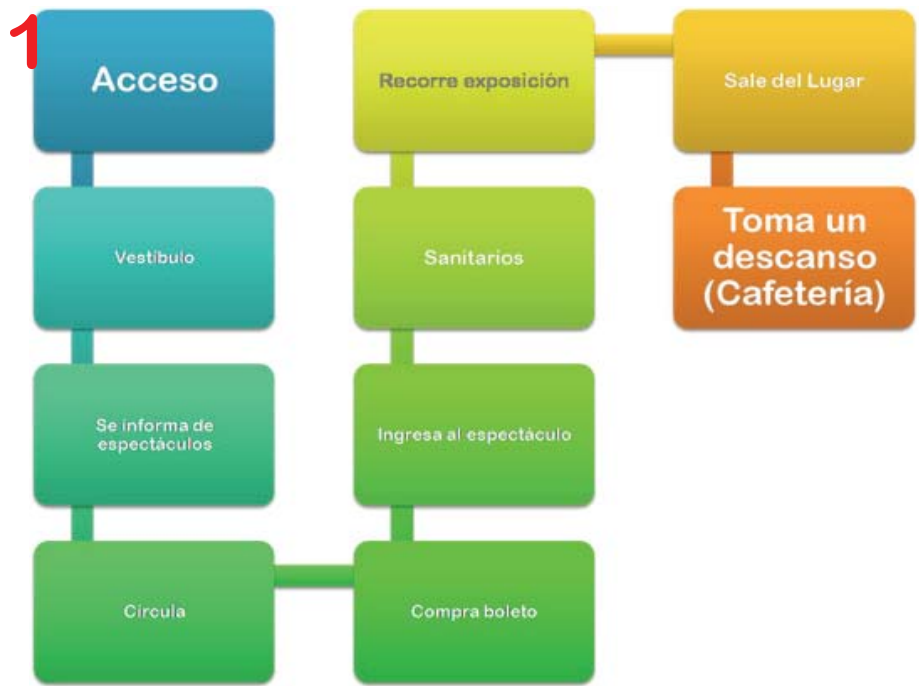 1
Acceso
Vestíbulo
Se informa de
espectáculos
Circula
Compra boleto
Ingresa al espectáculo
Sanitarios
Recorre exposición
Sale del Lugar
Toma un
descanso
(Cafetería)